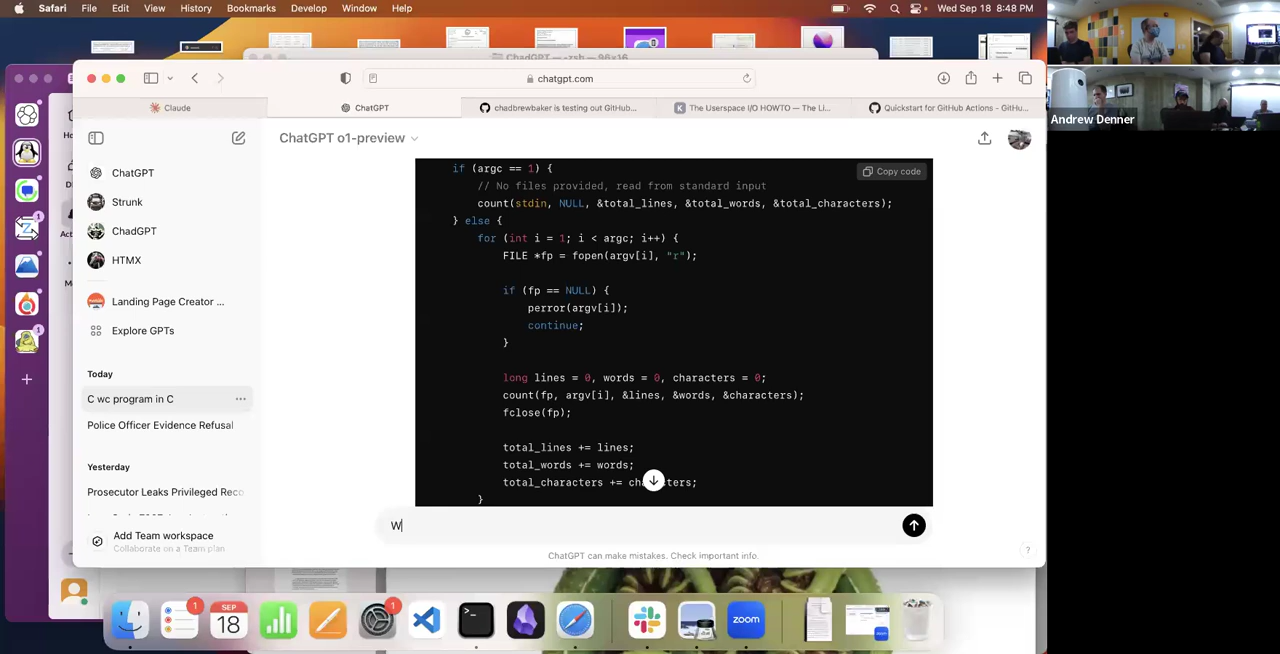 Safari File Edit View History Bookmarks Develop Window Help
Wed Sep 18 8:48 PM
chatgpt.com
Claude
ChatGPT
chadbrewbaker is testing out GitHub...
The Userspace I/O HOWTO — The Li...
Quickstart for GitHub Actions - GitHu...
ChatGPT o1-preview
ChatGPT
Strunk
ChadGPT
HTMX
Landing Page Creator ...
Explore GPTs
Today
C wc program in C
Police Officer Evidence Refusal
Yesterday
Prosecutor Leaks Privileged Reco
Add Team workspace
Collaborate on a Team plan
Copy code
if (argc == 1) {
// No files provided, read from standard input
count(stdin, NULL, &total_lines, &total_words, &total_characters);
} else {
for (int i = 1; i < argc; i++) {
FILE *fp = fopen(argv[i], "r");
if (fp == NULL) {
perror(argv[i]);
continue;
}
long lines = 0, words = 0, characters = 0;
count(fp, argv[i], &lines, &words, &characters);
fclose(fp);
total_lines += lines;
total_words += words;
total_characters += ters;
}
W
ChatGPT can make mistakes. Check important info.
?
Andrew Denner
SEP
18
1
1
zoom